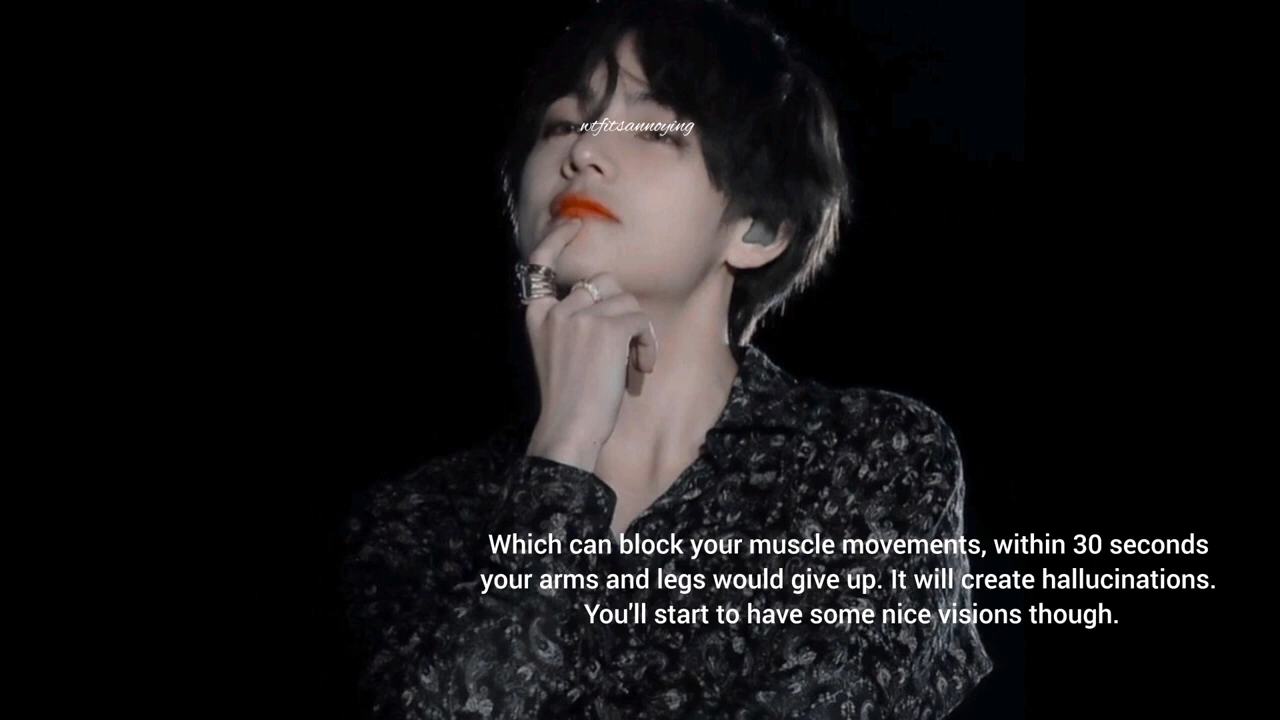 wtfitsannoying
Which can block your muscle movements, within 30 seconds
your arms and legs would give up. It will create hallucinations.
You'll start to have some nice visions though.